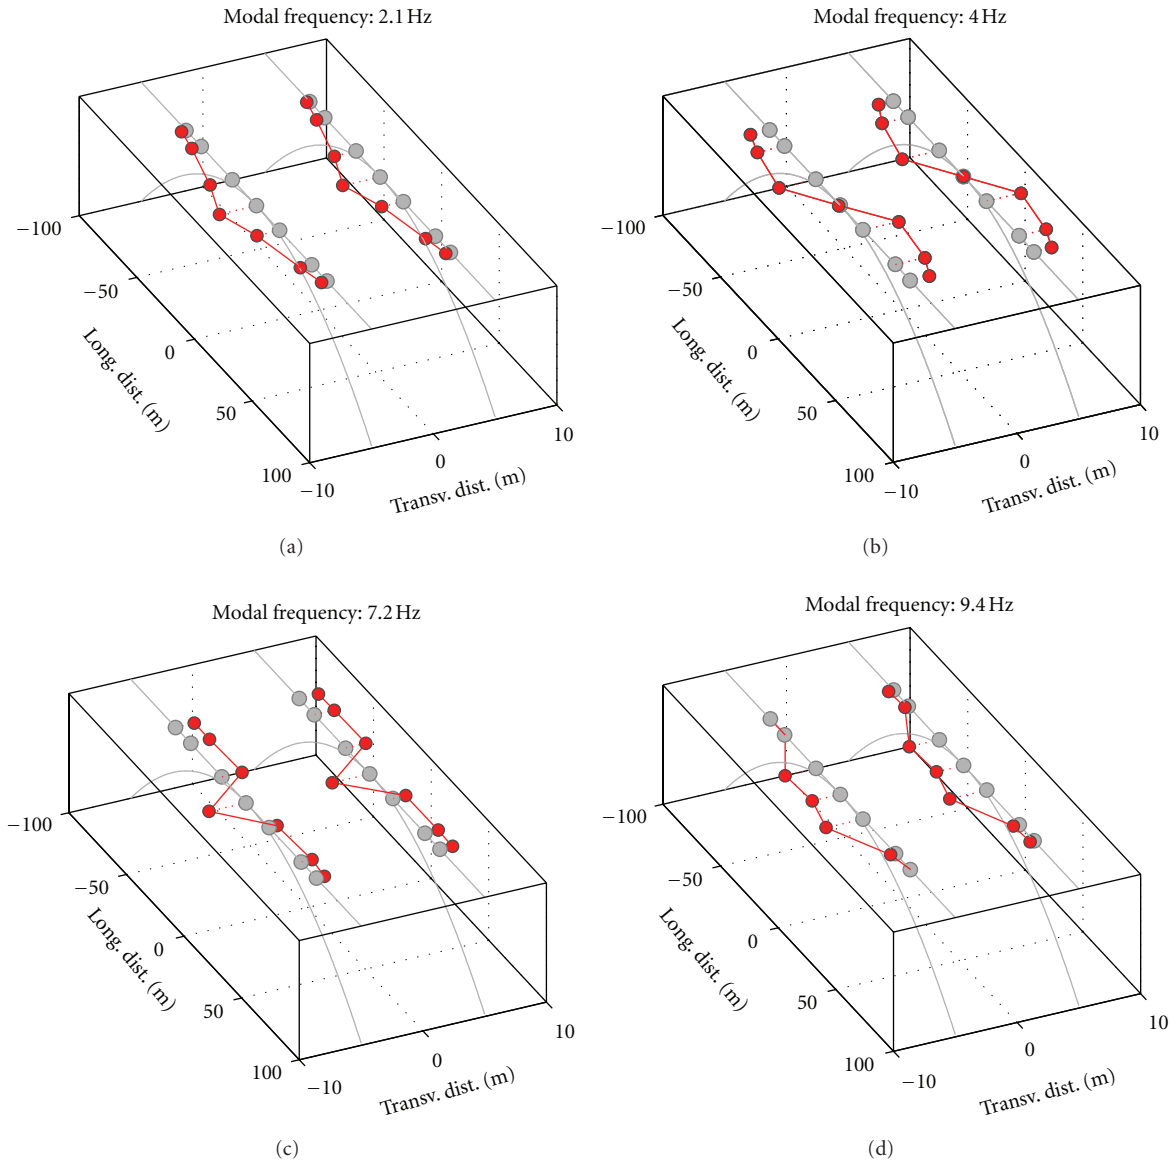 Modal frequency: 2.1 Hz
−100
−50
0
50
100
Long. dist. (m)
−10
0
10
Transv. dist. (m)
(a)
Modal frequency: 4 Hz
−100
−50
0
50
100
Long. dist. (m)
−10
0
10
Transv. dist. (m)
(b)
Modal frequency: 7.2 Hz
−100
−50
0
50
100
Long. dist. (m)
−10
0
10
Transv. dist. (m)
(c)
Modal frequency: 9.4 Hz
−100
−50
0
50
100
Long. dist. (m)
−10
0
10
Transv. dist. (m)
(d)